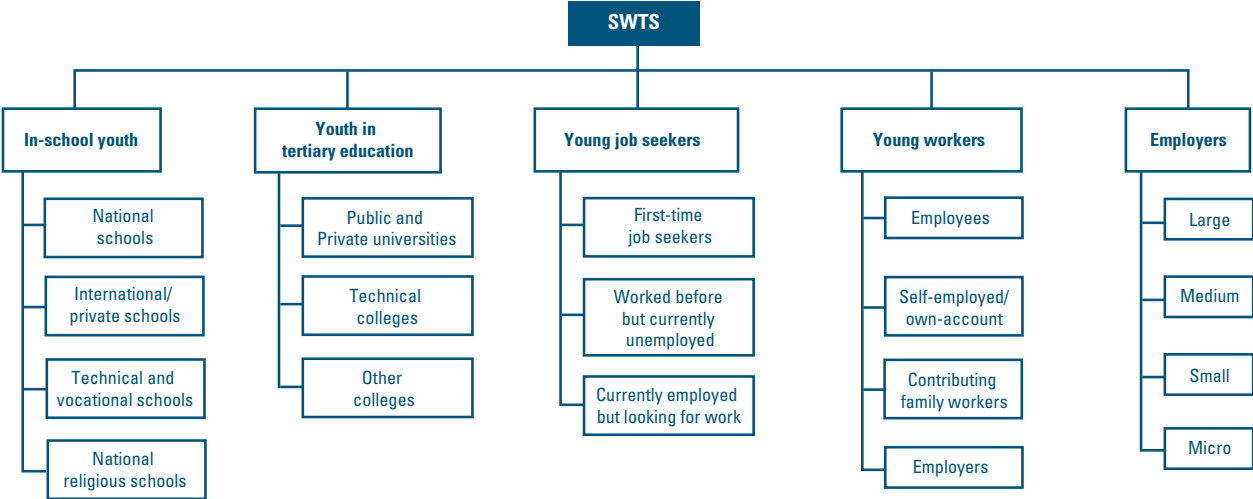 SWTS
In-school youth
National
schools
International/
private schools
Technical and
vocational schools
National
religious schools
Youth in
tertiary education
Public and
Private universities
Technical
colleges
Other
colleges
Young job seekers
First-time
job seekers
Worked before
but currently
unemployed
Currently employed
but looking for work
Young workers
Employees
Self-employed/
own-account
Contributing
family workers
Employers
Employers
Large
Medium
Small
Micro